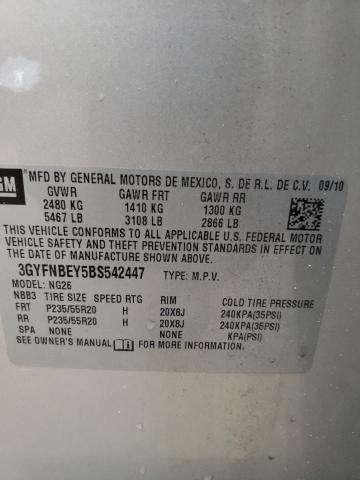 GM
MFD BY GENERAL MOTORS DE MEXICO, S. DE R.L. DE C.V. 09/10
GVWR GAWR FRT GAWR RR
2480 KG 1410 KG 1300 KG
5467 LB 3108 LB 2866 LB
THIS VEHICLE CONFORMS TO ALL APPLICABLE U.S. FEDERAL MOTOR
VEHICLE SAFETY AND THEFT PREVENTION STANDARDS IN EFFECT ON
THE DATE OF MANUFACTURE SHOWN ABOVE.
3GYFNBEY5BS542447 TYPE: M.P.V.
MODEL: NG26
NBB3 TIRE SIZE SPEED RTG RIM COLD TIRE PRESSURE
FRT P235/55R20 H 20X8J 240KPA(35PSI)
RR P235/55R20 H 20X8J 240KPA(35PSI)
SPA NONE NONE KPA(PSI)
SEE OWNER'S MANUAL FOR MORE INFORMATION